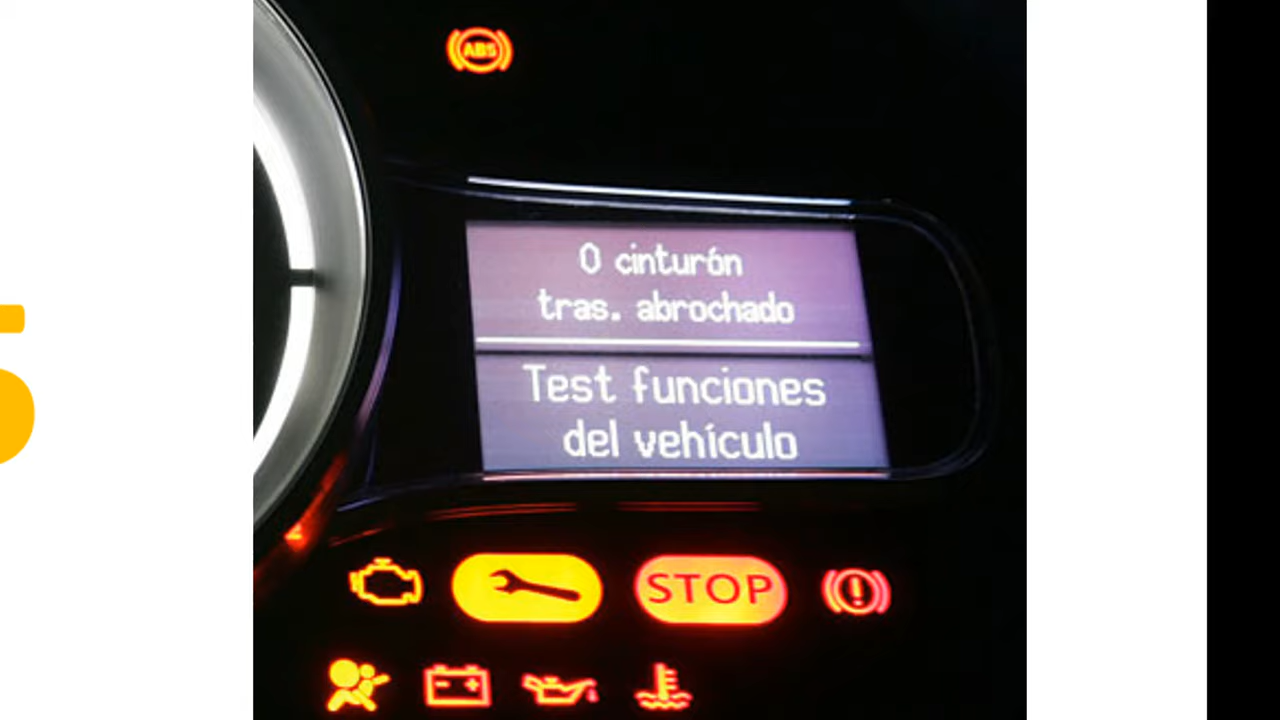 ABS
0 cinturón
tras. abrochado
Test funciones
del vehículo
STOP